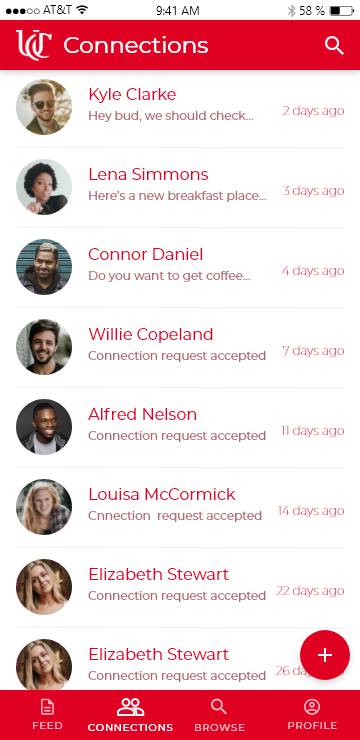 AT&T 9:41 AM 58 %
UC Connections
Kyle Clarke
Hey bud, we should check...
2 days ago
Lena Simmons
Here's a new breakfast place...
3 days ago
Connor Daniel
Do you want to get coffee...
4 days ago
Willie Copeland
Connection request accepted
7 days ago
Alfred Nelson
Connection request accepted
11 days ago
Louisa McCormick
Cnnection request accepted
14 days ago
Elizabeth Stewart
Connection request accepted
22 days ago
Elizabeth Stewart
Connection request accepted
26
FEED CONNECTIONS BROWSE PROFILE